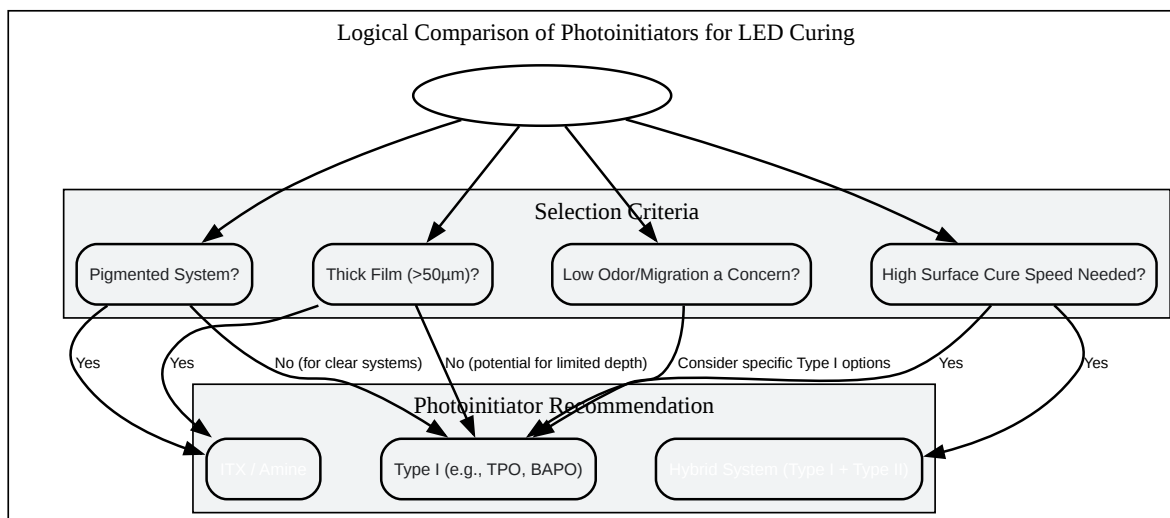 Logical Comparison of Photoinitiators for LED Curing
Selection Criteria
Pigmented System?
Thick Film (>50μm)?
Low Odor/Migration a Concern?
High Surface Cure Speed Needed?
Yes
Yes
No (for clear systems)
No (potential for limited depth)
Consider specific Type I options
Yes
Yes
Photoinitiator Recommendation
ITX / Amine
Type I (e.g., TPO, BAPO)
Hybrid System (Type I + Type II)